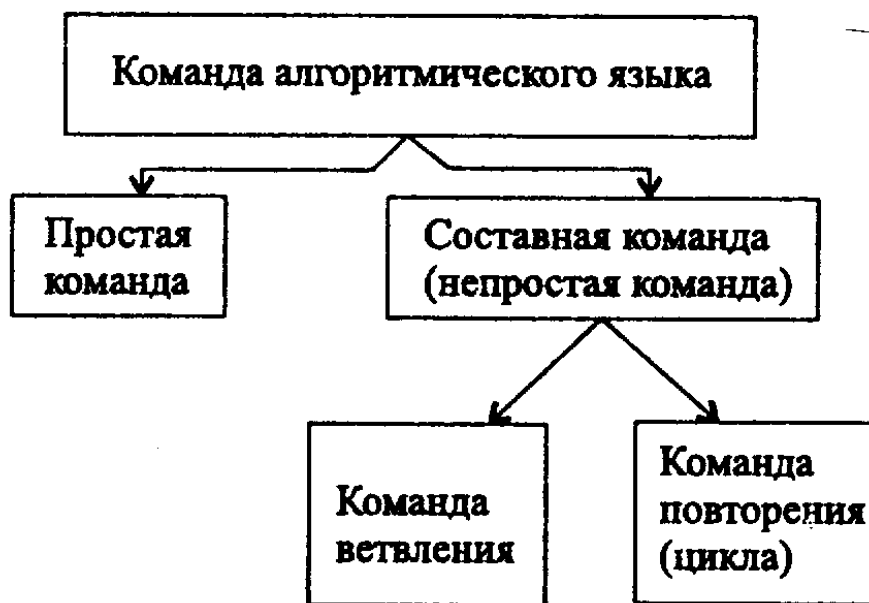 Команда алгоритмического языка
Простая
команда
Составная команда
(непростая команда)
Команда
ветвления
Команда
повторения
(цикла)